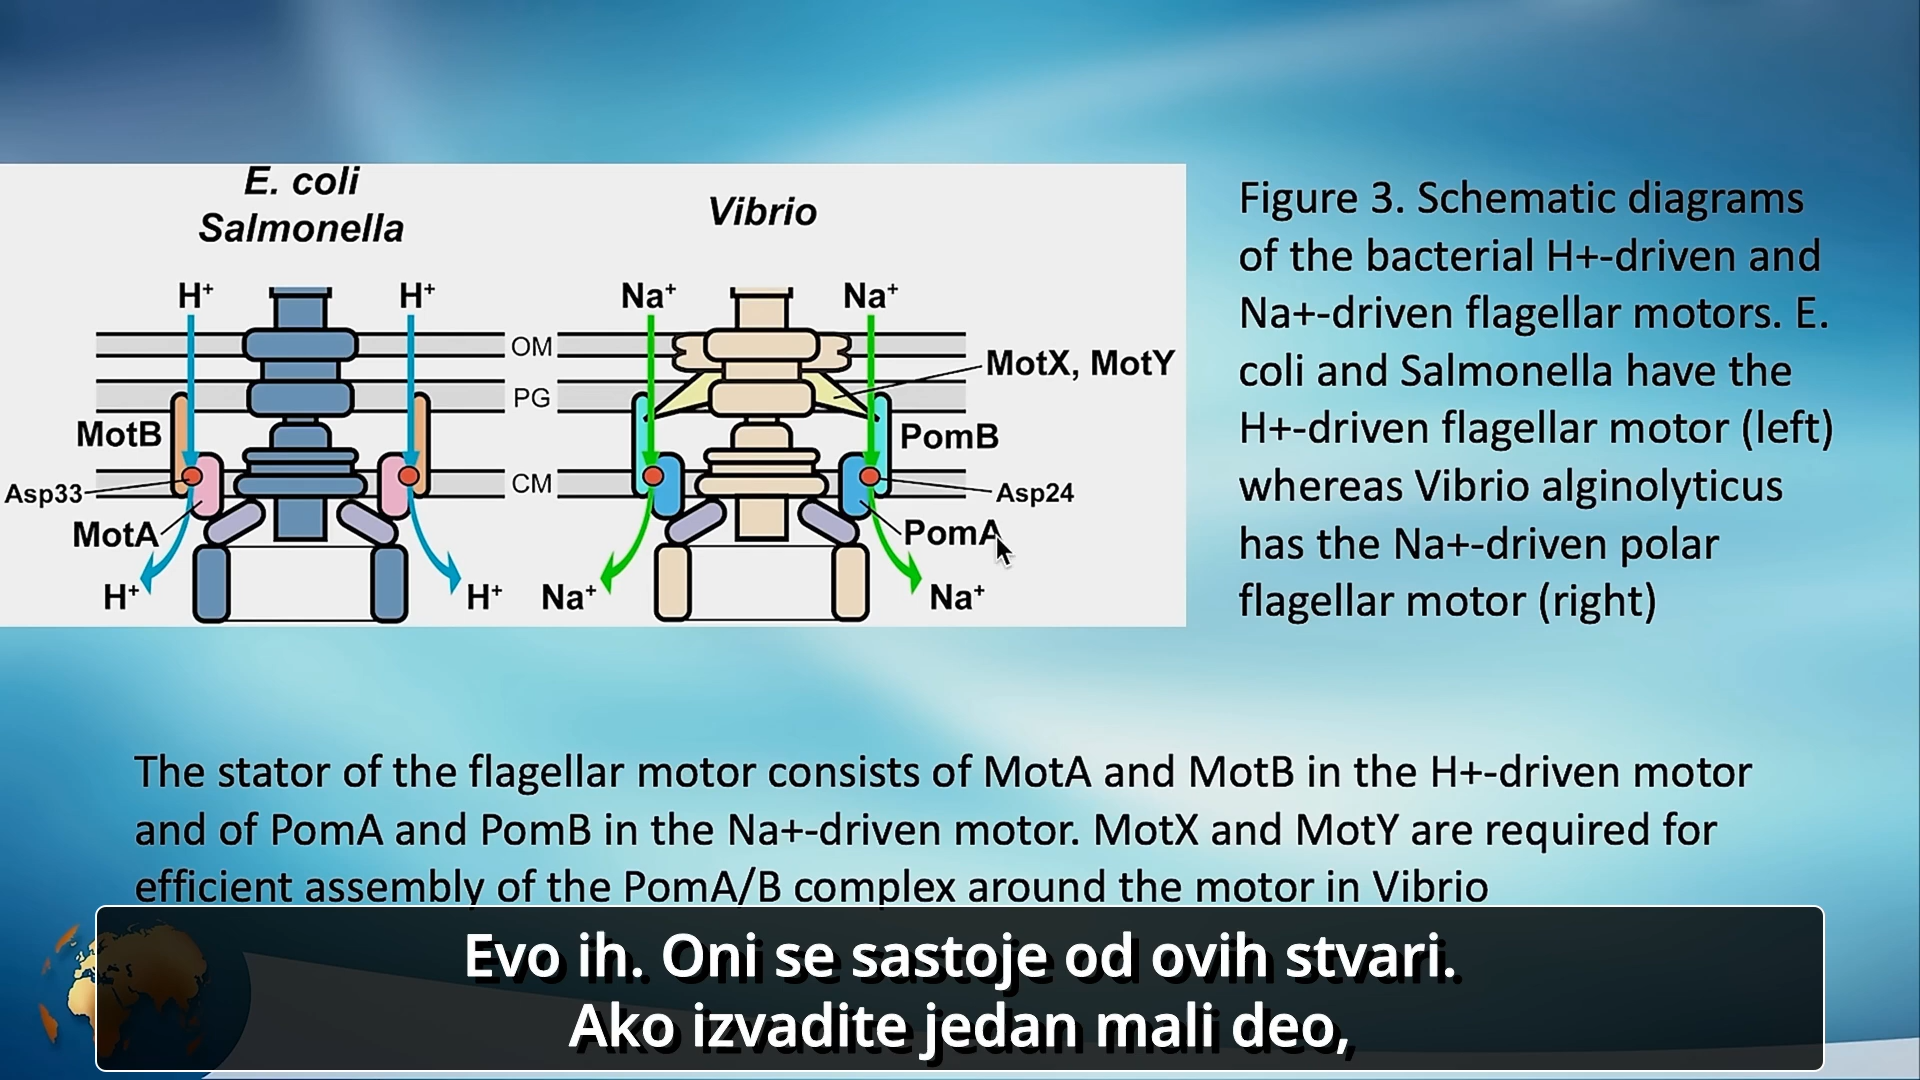 E. coli
Salmonella
Vibrio
H⁺
H⁺
Na⁺
Na⁺
OM
MotX, MotY
PG
MotB
PomB
CM
Asp33
Asp24
MotA
PomA
H⁺
H⁺
Na⁺
Na⁺
Figure 3. Schematic diagrams
of the bacterial H+-driven and
Na+-driven flagellar motors. E.
coli and Salmonella have the
H+-driven flagellar motor (left)
whereas Vibrio alginolyticus
has the Na+-driven polar
flagellar motor (right)
The stator of the flagellar motor consists of MotA and MotB in the H+-driven motor
and of PomA and PomB in the Na+-driven motor. MotX and MotY are required for
efficient assembly of the PomA/B complex around the motor in Vibrio
Evo ih. Oni se sastoje od ovih stvari.
Ako izvadite jedan mali deo,